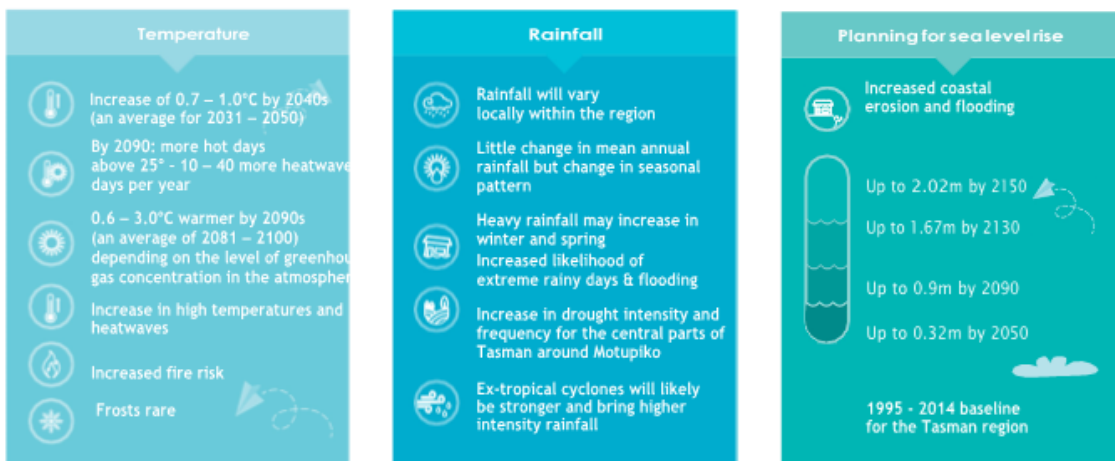 Temperature
Increase of 0.7 – 1.0°C by 2040s
(an average for 2031 – 2050)
By 2090: more hot days
above 25° - 10 – 40 more heatwave
days per year
0.6 – 3.0°C warmer by 2090s
(an average of 2081 – 2100)
depending on the level of greenhou
gas concentration in the atmospher
Increase in high temperatures and
heatwaves
Increased fire risk
Frosts rare
Rainfall
Rainfall will vary
locally within the region
Little change in mean annual
rainfall but change in seasonal
pattern
Heavy rainfall may increase in
winter and spring
Increased likelihood of
extreme rainy days & flooding
Increase in drought intensity and
frequency for the central parts of
Tasman around Motupiko
Ex-tropical cyclones will likely
be stronger and bring higher
intensity rainfall
Planning for sea level rise
Increased coastal
erosion and flooding
Up to 2.02m by 2150
Up to 1.67m by 2130
Up to 0.9m by 2090
Up to 0.32m by 2050
1995 - 2014 baseline
for the Tasman region